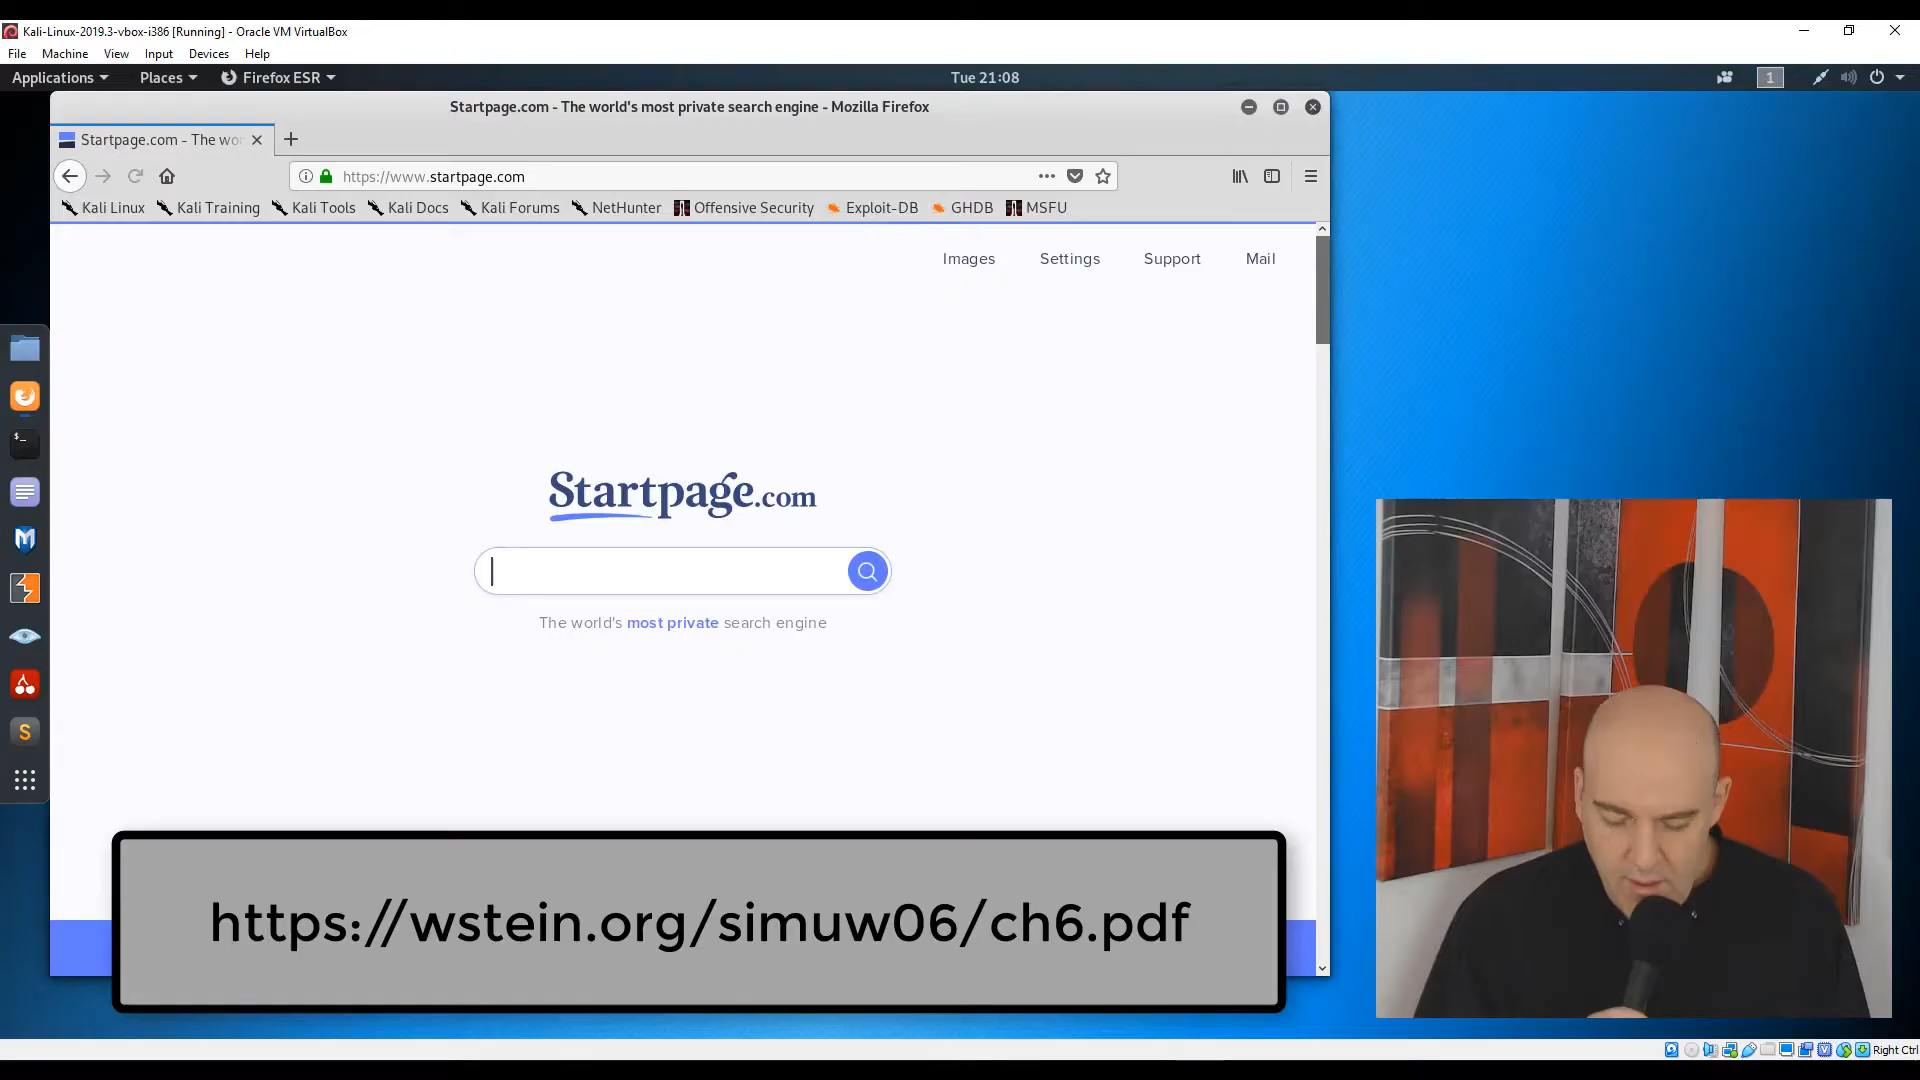 Kali-Linux-2019.3-vbox-i386 [Running] - Oracle VM VirtualBox
File Machine View Input Devices Help
Applications Places Firefox ESR Tue 21:08 1
Startpage.com - The world's most private search engine - Mozilla Firefox
Startpage.com - The wo
https://www.startpage.com
Kali Linux Kali Training Kali Tools Kali Docs Kali Forums NetHunter Offensive Security Exploit-DB GHDB MSFU
Images Settings Support Mail
Startpage.com
The world's most private search engine
https://wstein.org/simuw06/ch6.pdf
Right Ctrl